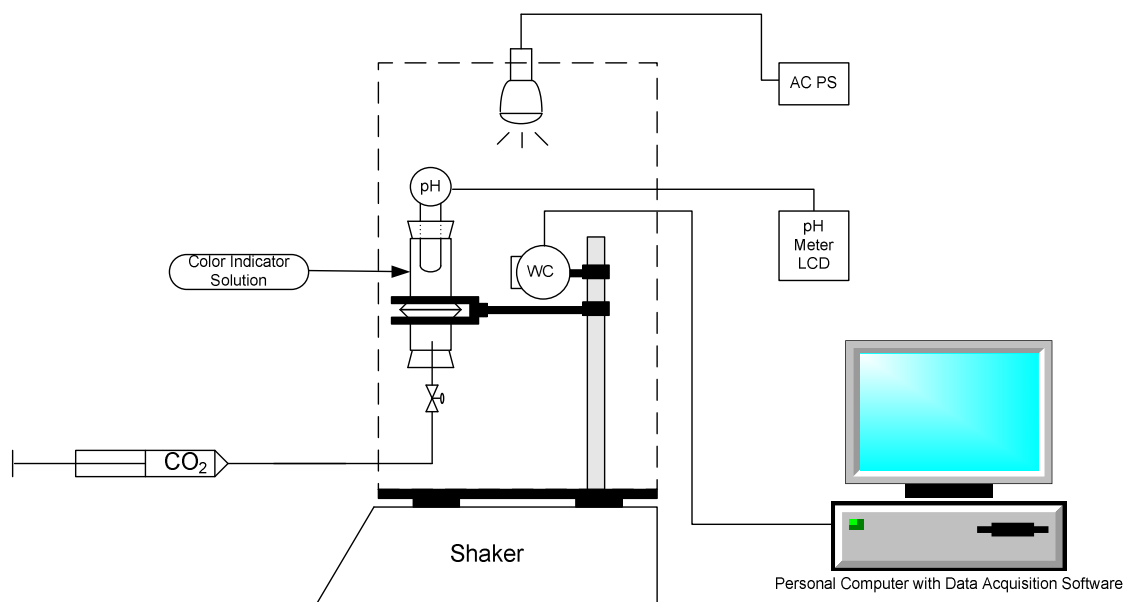 AC PS
pH
pH
Meter
LCD
Color Indicator
Solution
WC
CO₂
Shaker
Personal Computer with Data Acquisition Software